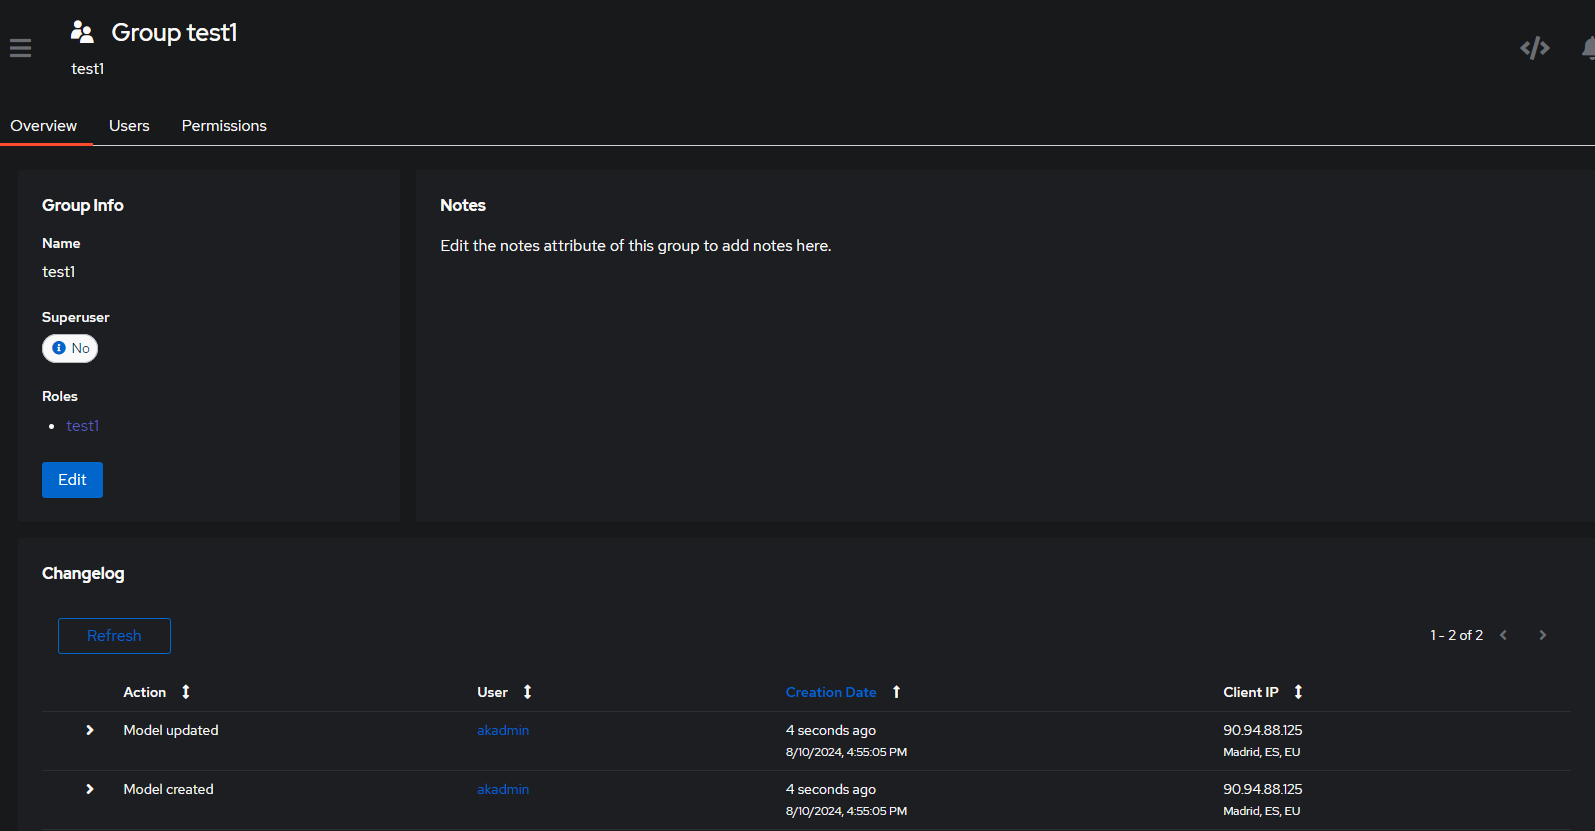 Group test1
test1
Overview Users Permissions
Group Info
Name
test1
Superuser
No
Roles
test1
Edit
Notes
Edit the notes attribute of this group to add notes here.
Changelog
Refresh
1 - 2 of 2
Action User Creation Date Client IP
Model updated akadmin 4 seconds ago 90.94.88.125
8/10/2024, 4:55:05 PM Madrid, ES, EU
Model created akadmin 4 seconds ago 90.94.88.125
8/10/2024, 4:55:05 PM Madrid, ES, EU